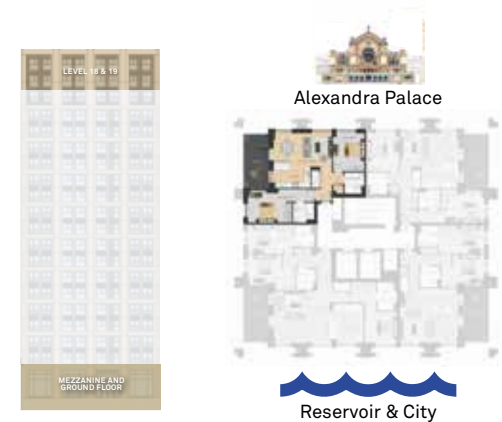 LEVEL 18 & 19
Alexandra Palace
MEZZANINE AND
GROUND FLOOR
Reservoir & City